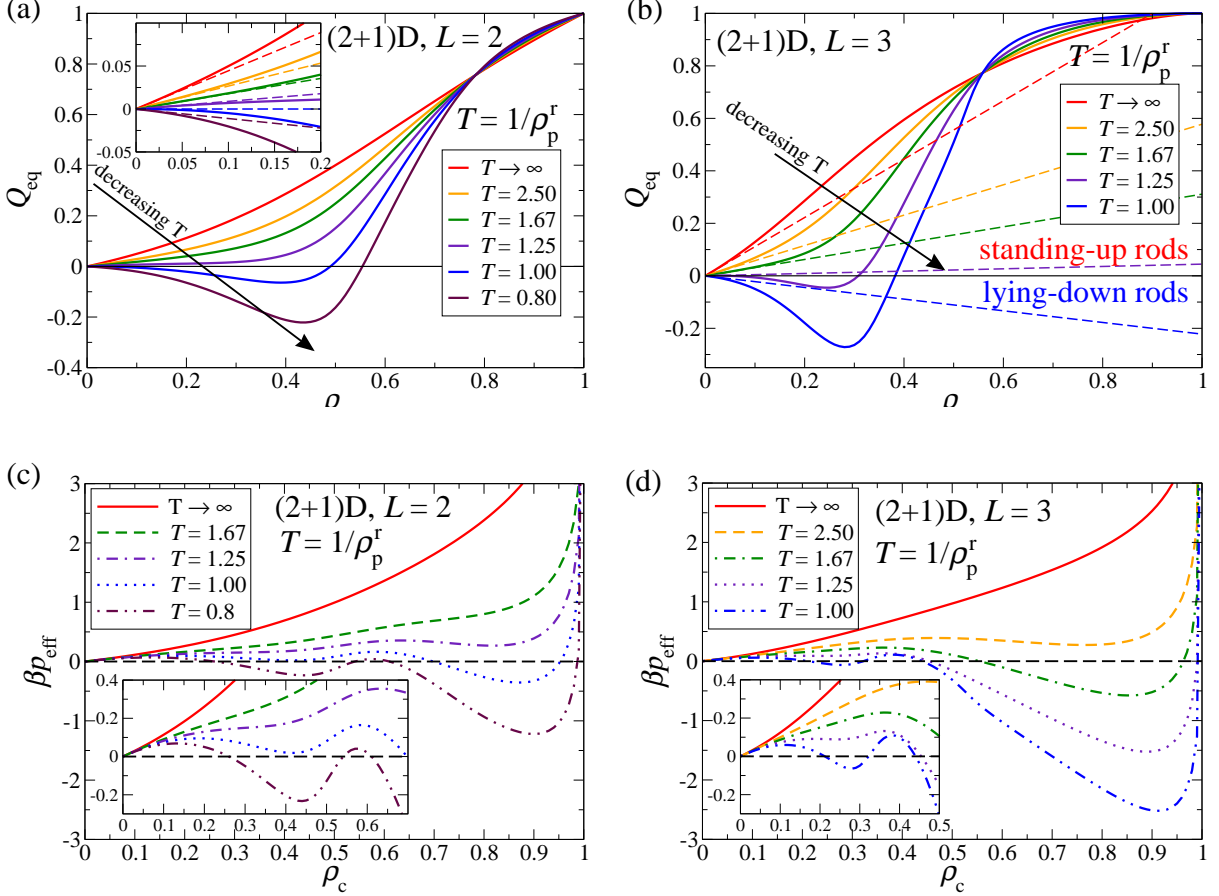 (a)
(2+1)D, L = 2
T = 1/ρ_p^r
T → ∞
T = 2.50
T = 1.67
T = 1.25
T = 1.00
T = 0.80
decreasing T
Q_eq
1
0.8
0.6
0.4
0.2
0
-0.2
-0.4
0 0.2 0.4 0.6 0.8 1
ρ
0.05
0
-0.05
0 0.05 0.1 0.15 0.2
(b)
(2+1)D, L = 3
T = 1/ρ_p^r
T → ∞
T = 2.50
T = 1.67
T = 1.25
T = 1.00
decreasing T
standing-up rods
lying-down rods
Q_eq
1
0.8
0.6
0.4
0.2
0
-0.2
0 0.2 0.4 0.6 0.8 1
ρ
(c)
T → ∞
T = 1.67
T = 1.25
T = 1.00
T = 0.8
(2+1)D, L = 2
T = 1/ρ_p^r
βp_eff
3
2
1
0
-1
-2
-3
0.4
0.2
0
0.2
0 0.1 0.2 0.3 0.4 0.5 0.6
0 0.1 0.2 0.3 0.4 0.5 0.6 0.7 0.8 0.9 1
ρ_c
(d)
T → ∞
T = 2.50
T = 1.67
T = 1.25
T = 1.00
(2+1)D, L = 3
T = 1/ρ_p^r
βp_eff
3
2
1
0
-1
-2
-3
0.4
0.2
0
0.2
0 0.1 0.2 0.3 0.4 0.5
0 0.1 0.2 0.3 0.4 0.5 0.6 0.7 0.8 0.9 1
ρ_c